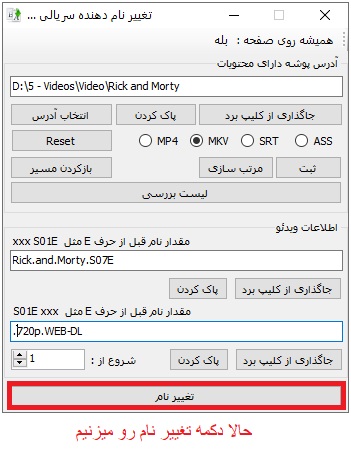 تغییر نام دهنده سریالی ...
همیشه روی صفحه : بله
آدرس پوشه دارای محتویات
D:\5 - Videos\Video\Rick and Morty
جاگذاری از کلیپ برد پاک کردن انتخاب آدرس
ASS SRT MKV MP4 Reset
ثبت مرتب سازی بازکردن مسیر
لیست بررسی
اطلاعات ویدئو
مقدار نام قبل از حرف E مثل xxx S01E
Rick.and.Morty.S07E
جاگذاری از کلیپ برد پاک کردن
مقدار نام قبل از حرف E مثل S01E xxx
.720p.WEB-DL
جاگذاری از کلیپ برد پاک کردن شروع از : 1
تغییر نام
حالا دکمه تغییر نام رو میزنیم